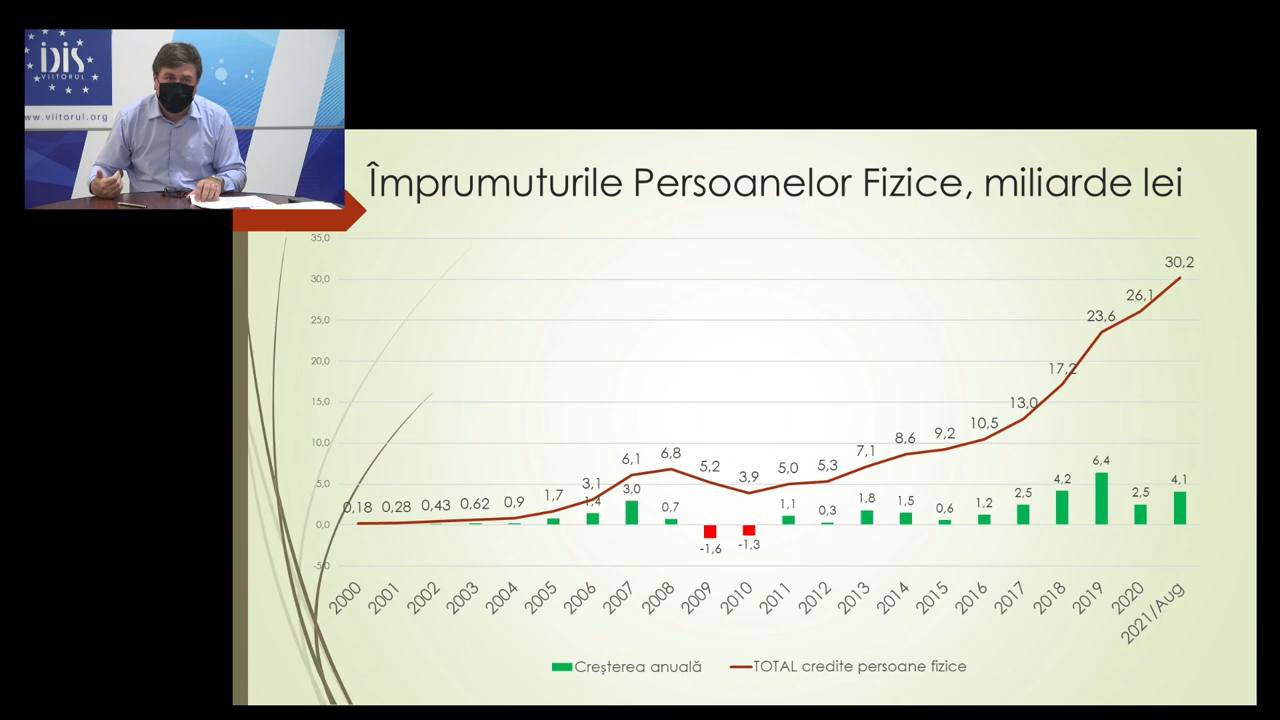 IDIS
VIITORUL
ww.viitorul.org
Împrumuturile Persoanelor Fizice, miliarde lei
35,0
30,0
25,0
20,0
15,0
10,0
5,0
0,0
-5,0
0,18 0,28 0,43 0,62 0,9 1,7 3,1 6,1 6,8 5,2 3,9 5,0 5,3 7,1 8,6 9,2 10,5 13,0 17,2 23,6 26,1 30,2
1,4 3,0 0,7 -1,6 -1,3 1,1 0,3 1,8 1,5 0,6 1,2 2,5 4,2 6,4 2,5 4,1
2000 2001 2002 2003 2004 2005 2006 2007 2008 2009 2010 2011 2012 2013 2014 2015 2016 2017 2018 2019 2020 2021/Aug
Creșterea anuală TOTAL credite persoane fizice